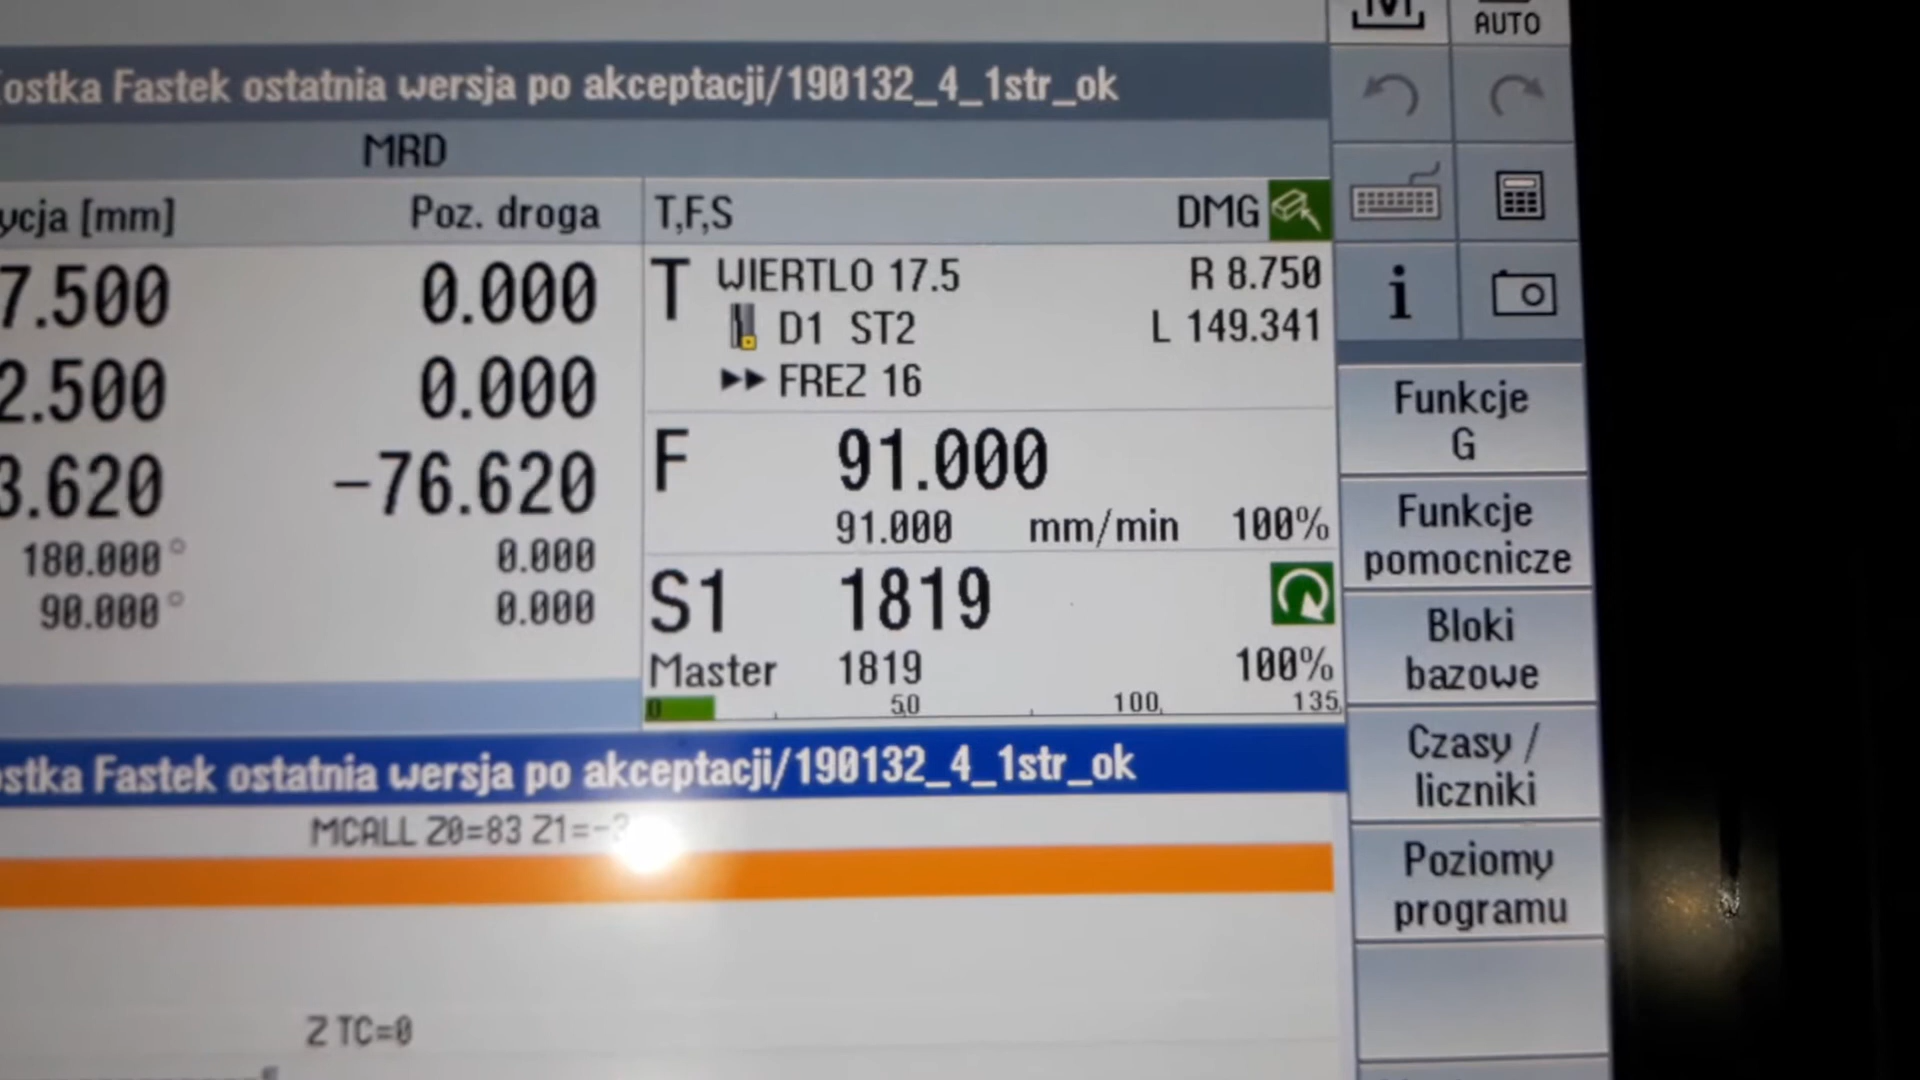 AUTO
ostka Fastek ostatnia wersja po akceptacji/190132_4_1str_ok
MRD
ycja [mm] Poz. droga T,F,S DMG
7.500 0.000 T WIERTLO 17.5 R 8.750
D1 ST2 L 149.341
2.500 0.000 FREZ 16
3.620 -76.620 F 91.000
91.000 mm/min 100%
180.000° 0.000
90.000° 0.000 S1 1819
Master 1819 100%
0 50 100 135
i
Funkcje
G
Funkcje
pomocnicze
Bloki
bazowe
Czasy /
liczniki
Poziomy
programu
ostka Fastek ostatnia wersja po akceptacji/190132_4_1str_ok
MCALL Z0=83 Z1=-
Z TC=0